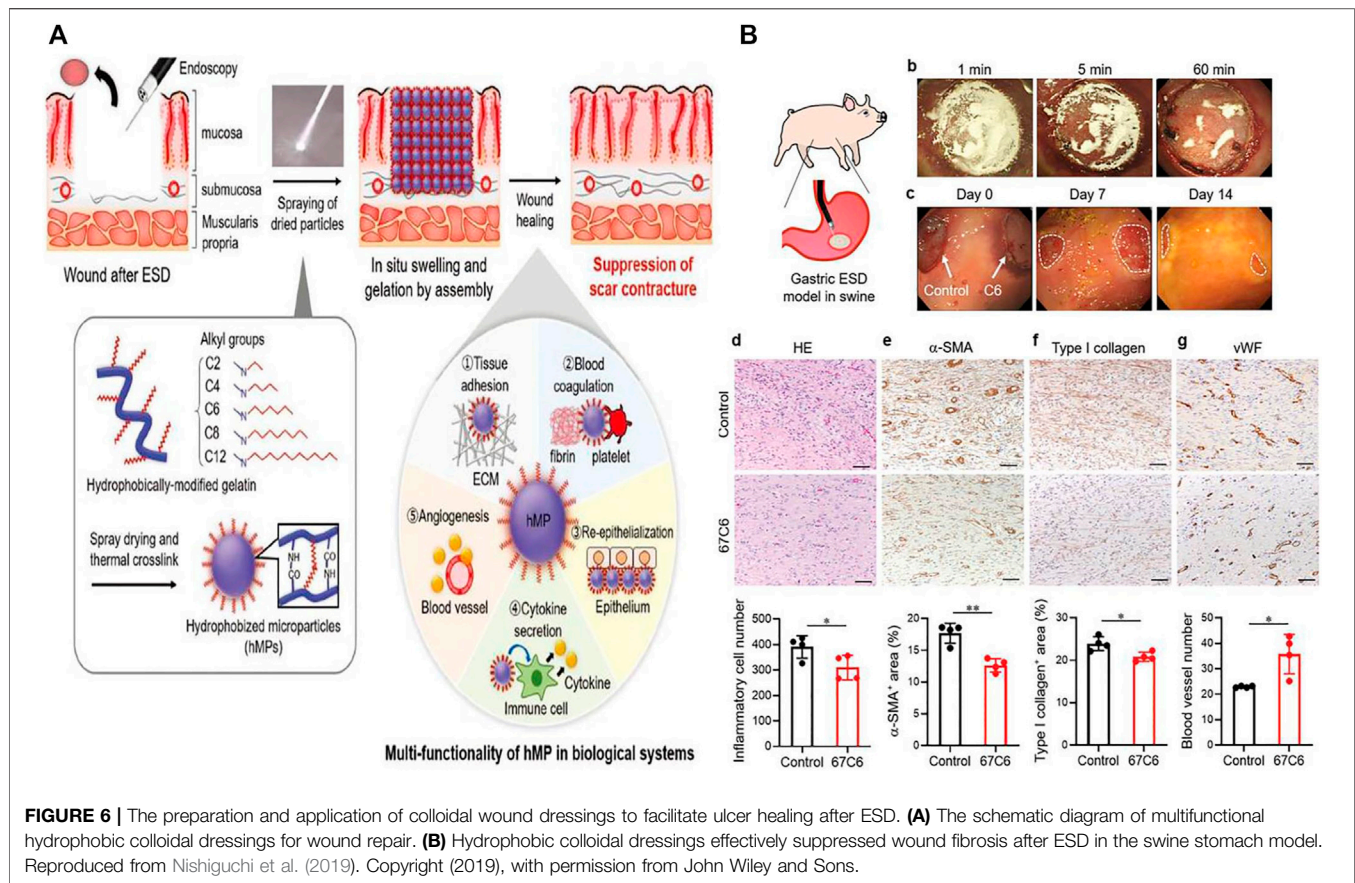 A
Endoscopy
mucosa
submucosa
Muscularis
propria
Wound after ESD
Spraying of
dried particles
In situ swelling and
gelation by assembly
Wound
healing
Suppression of
scar contracture
Alkyl groups
C2
N
C4
N
C6
N
C8
N
C12
N
Hydrophobically-modified gelatin
Spray drying and
thermal crosslink
NH
CO
CO
NH
Hydrophobized microparticles
(hMPs)
①Tissue
adhesion
ECM
②Blood
coagulation
fibrin platelet
hMP
③Re-epithelialization
Epithelium
④Cytokine
secretion
Cytokine
Immune cell
⑤Angiogenesis
Blood vessel
Multi-functionality of hMP in biological systems
B
Gastric ESD
model in swine
b
1 min 5 min 60 min
c
Day 0 Day 7 Day 14
Control C6
d HE e α-SMA f Type I collagen g vWF
Control
67C6
Inflammatory cell number
500
400
300
200
100
0
*
Control 67C6
α-SMA⁺ area (%)
20
15
10
5
0
**
Control 67C6
Type I collagen⁺ area (%)
30
20
10
0
*
Control 67C6
Blood vessel number
50
40
30
20
10
0
*
Control 67C6
FIGURE 6 | The preparation and application of colloidal wound dressings to facilitate ulcer healing after ESD. (A) The schematic diagram of multifunctional
hydrophobic colloidal dressings for wound repair. (B) Hydrophobic colloidal dressings effectively suppressed wound fibrosis after ESD in the swine stomach model.
Reproduced from Nishiguchi et al. (2019). Copyright (2019), with permission from John Wiley and Sons.